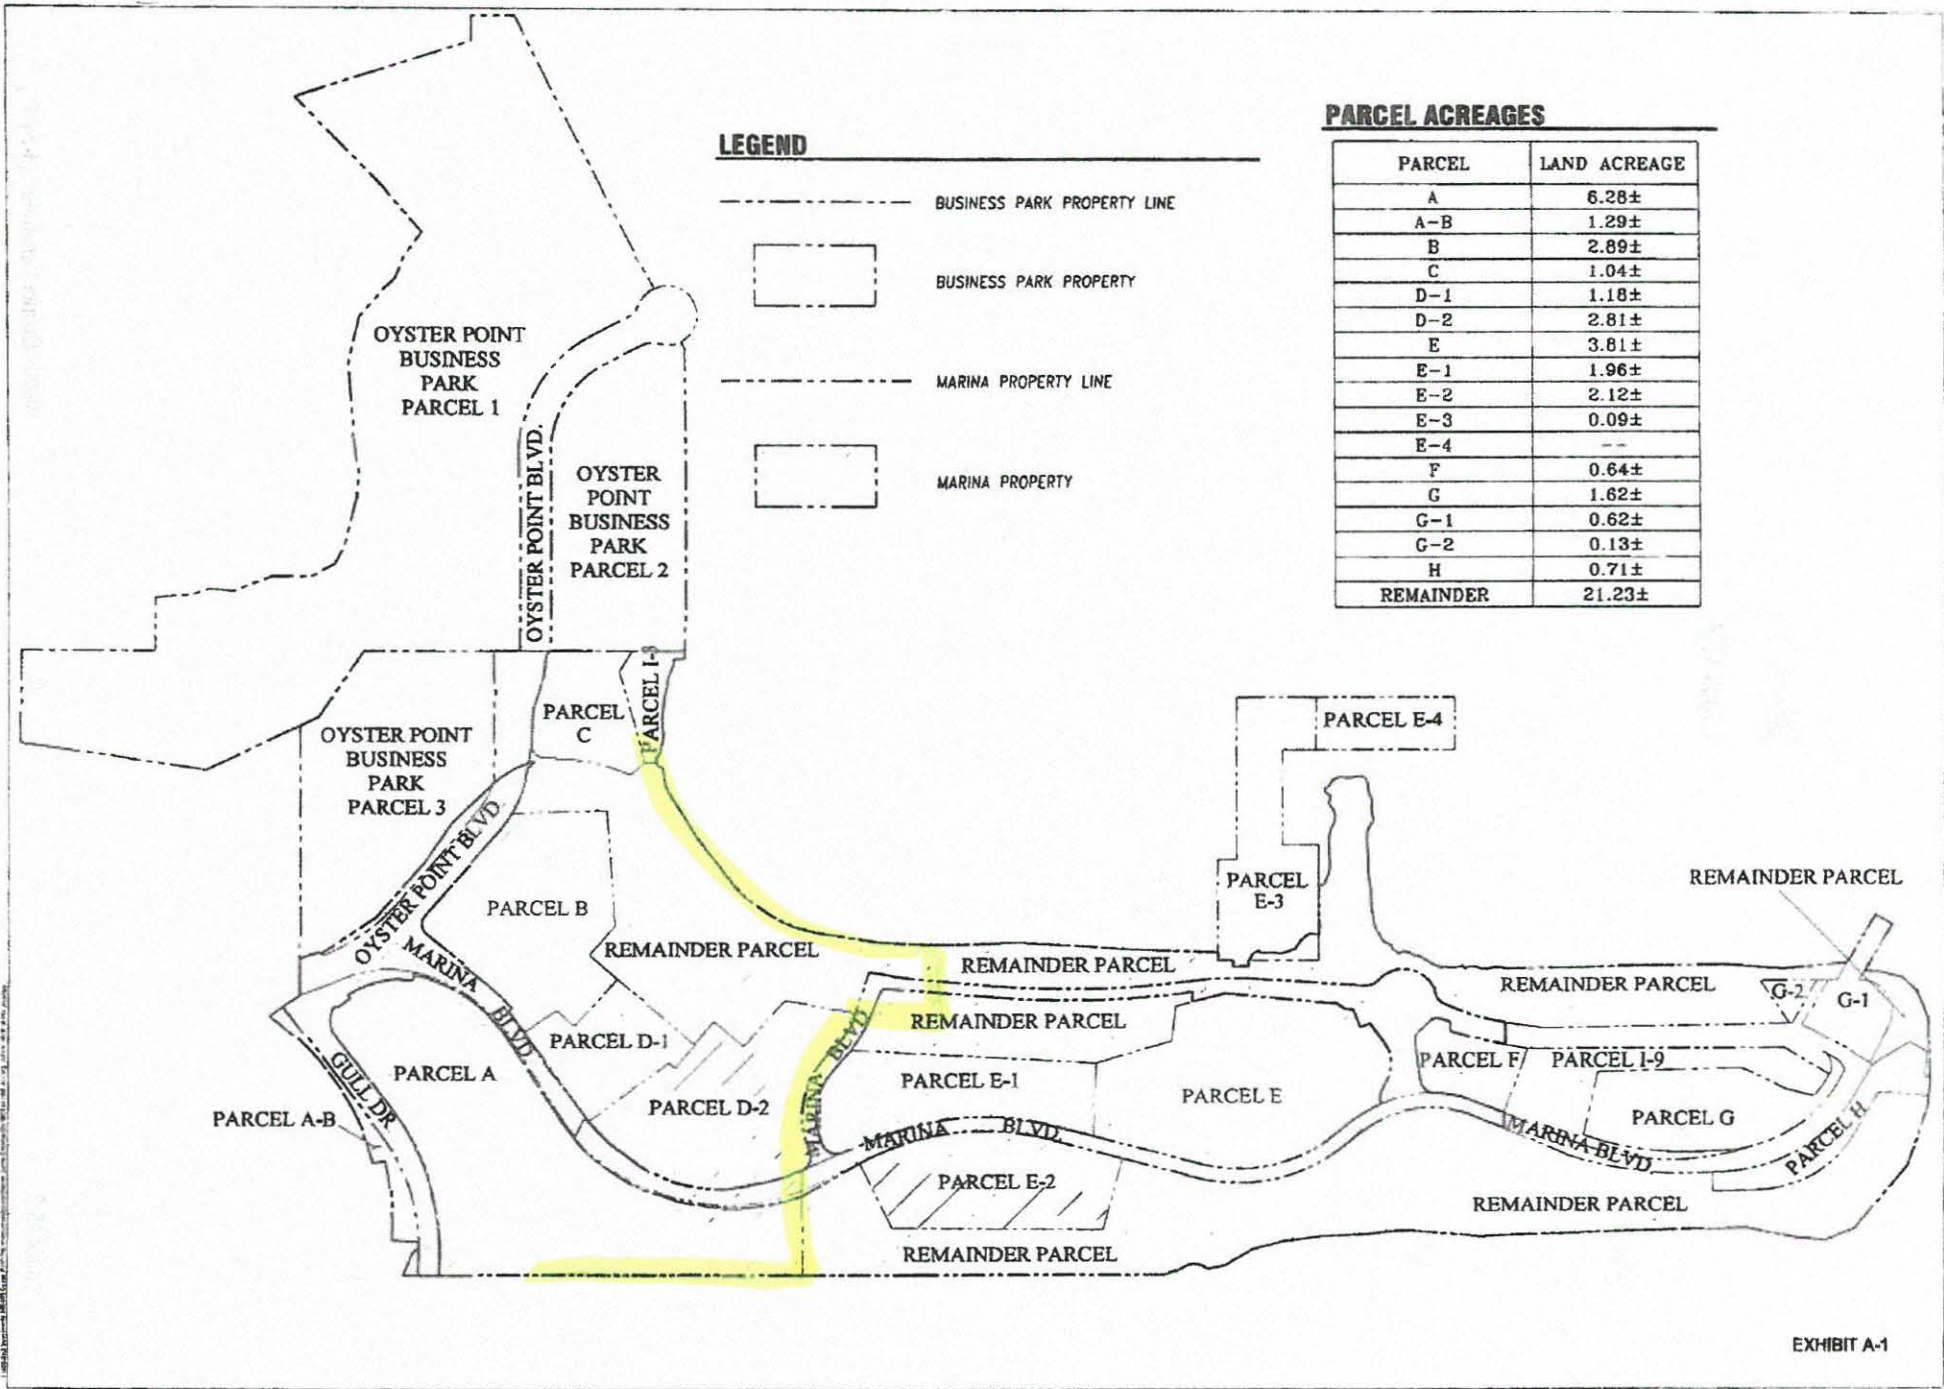 LEGEND
BUSINESS PARK PROPERTY LINE
BUSINESS PARK PROPERTY
MARINA PROPERTY LINE
MARINA PROPERTY
PARCEL ACREAGES
PARCEL LAND ACREAGE
A 6.28±
A-B 1.29±
B 2.89±
C 1.04±
D-1 1.18±
D-2 2.81±
E 3.81±
E-1 1.96±
E-2 2.12±
E-3 0.09±
E-4 --
F 0.64±
G 1.62±
G-1 0.62±
G-2 0.13±
H 0.71±
REMAINDER 21.23±
OYSTER POINT
BUSINESS
PARK
PARCEL 1
OYSTER POINT BLVD.
OYSTER
POINT
BUSINESS
PARK
PARCEL 2
OYSTER POINT
BUSINESS
PARK
PARCEL 3
PARCEL
C
PARCEL I-8
PARCEL E-4
PARCEL
E-3
REMAINDER PARCEL
OYSTER POINT BLVD
PARCEL B
MARINA BLVD
REMAINDER PARCEL
REMAINDER PARCEL
REMAINDER PARCEL
G-2
G-1
REMAINDER PARCEL
PARCEL D-1
MARINA BLVD
PARCEL A
GULL DR
PARCEL A-B
PARCEL D-2
PARCEL E-1
PARCEL E
PARCEL F
PARCEL I-9
PARCEL G
PARCEL H
MARINA BLVD.
MARINA BLVD
PARCEL E-2
REMAINDER PARCEL
REMAINDER PARCEL
EXHIBIT A-1